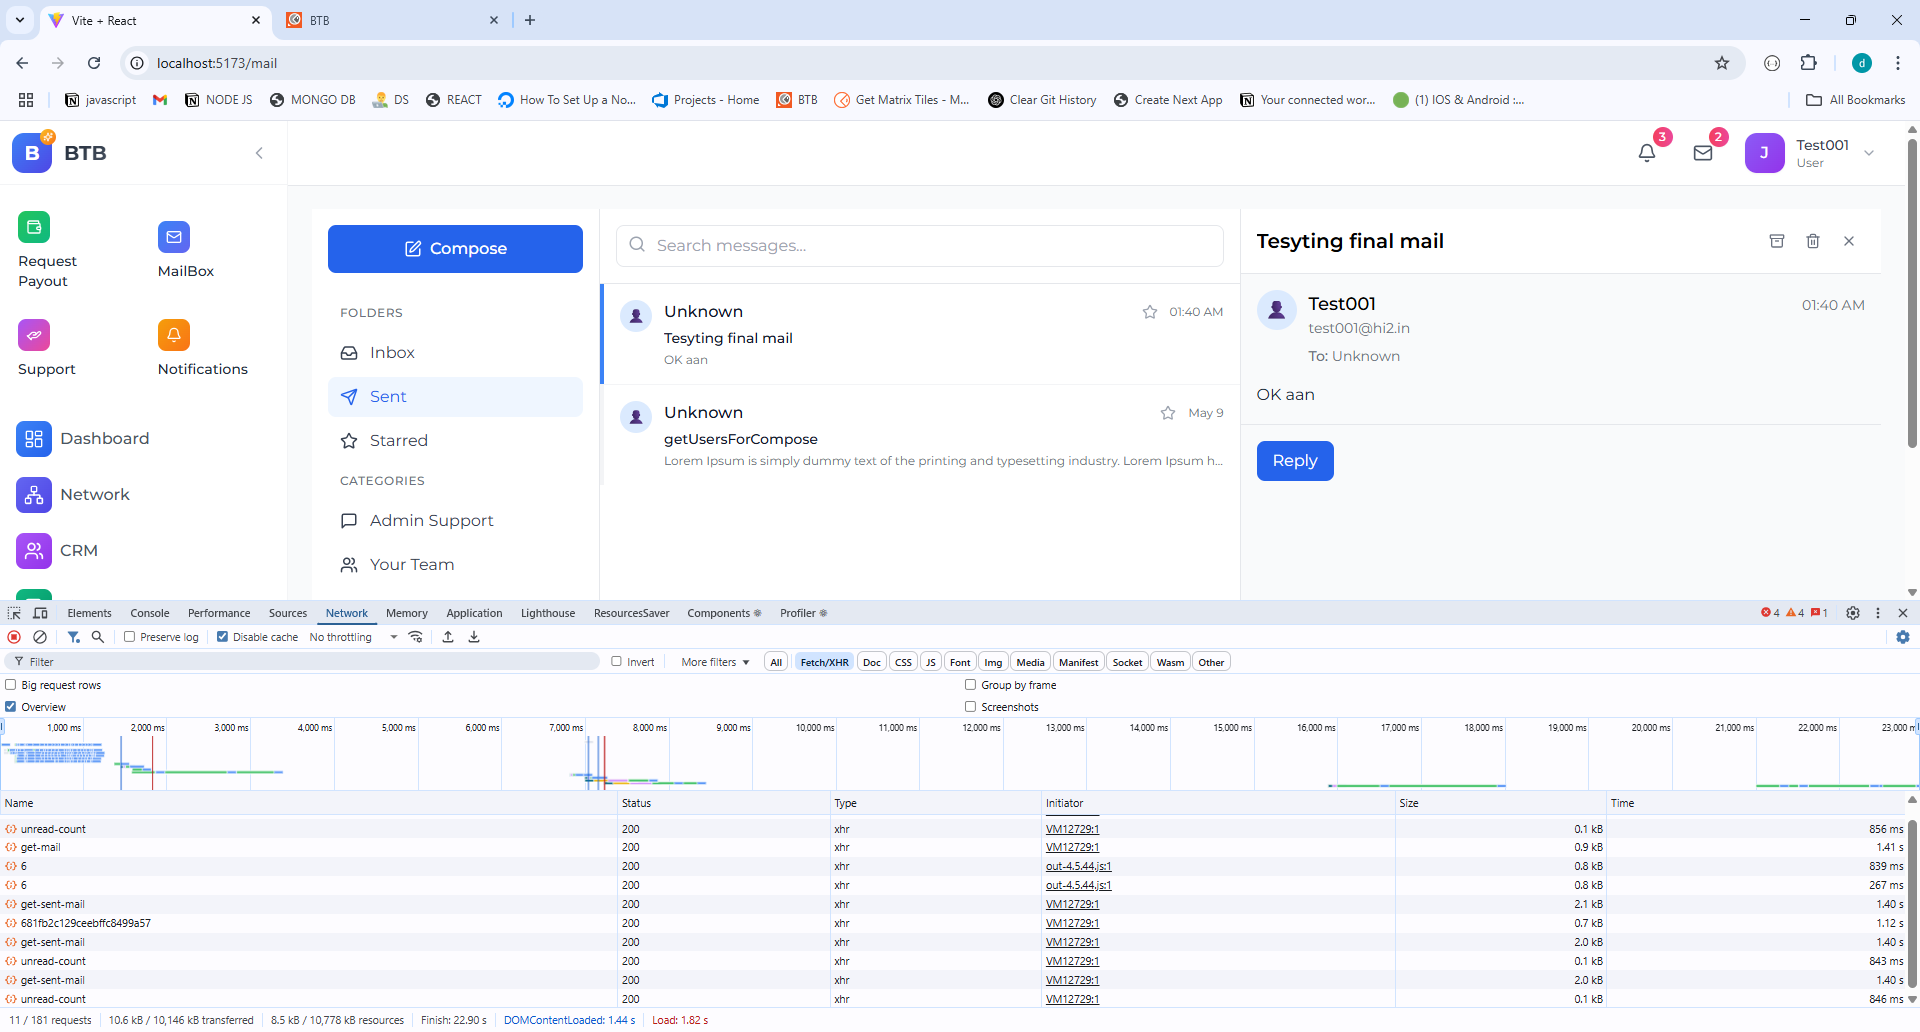 Vite + React
BTB
localhost:5173/mail
d
javascript
NODE JS
MONGO DB
DS
REACT
How To Set Up a No...
Projects - Home
BTB
Get Matrix Tiles - M...
Clear Git History
Create Next App
Your connected wor...
(1) IOS & Android :...
All Bookmarks
B
BTB
3
2
J
Test001
User
Request
Payout
MailBox
Support
Notifications
Dashboard
Network
CRM
Compose
FOLDERS
Inbox
Sent
Starred
CATEGORIES
Admin Support
Your Team
Search messages...
Unknown
01:40 AM
Tesyting final mail
OK aan
Unknown
May 9
getUsersForCompose
Lorem Ipsum is simply dummy text of the printing and typesetting industry. Lorem Ipsum h...
Tesyting final mail
Test001
01:40 AM
test001@hi2.in
To: Unknown
OK aan
Reply
Elements
Console
Performance
Sources
Network
Memory
Application
Lighthouse
ResourcesSaver
Components
Profiler
4
4
1
Preserve log
Disable cache
No throttling
Filter
Invert
More filters
All
Fetch/XHR
Doc
CSS
JS
Font
Img
Media
Manifest
Socket
Wasm
Other
Big request rows
Group by frame
Overview
Screenshots
1,000 ms
2,000 ms
3,000 ms
4,000 ms
5,000 ms
6,000 ms
7,000 ms
8,000 ms
9,000 ms
10,000 ms
11,000 ms
12,000 ms
13,000 ms
14,000 ms
15,000 ms
16,000 ms
17,000 ms
18,000 ms
19,000 ms
20,000 ms
21,000 ms
22,000 ms
23,000 m
Name Status Type Initiator Size Time
unread-count 200 xhr VM12729:1 0.1 kB 856 ms
get-mail 200 xhr VM12729:1 0.9 kB 1.41 s
6 200 xhr out-4.5.44.js:1 0.8 kB 839 ms
6 200 xhr out-4.5.44.js:1 0.8 kB 267 ms
get-sent-mail 200 xhr VM12729:1 2.1 kB 1.40 s
681fb2c129ceebffc8499a57 200 xhr VM12729:1 0.7 kB 1.12 s
get-sent-mail 200 xhr VM12729:1 2.0 kB 1.40 s
unread-count 200 xhr VM12729:1 0.1 kB 843 ms
get-sent-mail 200 xhr VM12729:1 2.0 kB 1.40 s
unread-count 200 xhr VM12729:1 0.1 kB 846 ms
11 / 181 requests 10.6 kB / 10,146 kB transferred 8.5 kB / 10,778 kB resources Finish: 22.90 s DOMContentLoaded: 1.44 s Load: 1.82 s